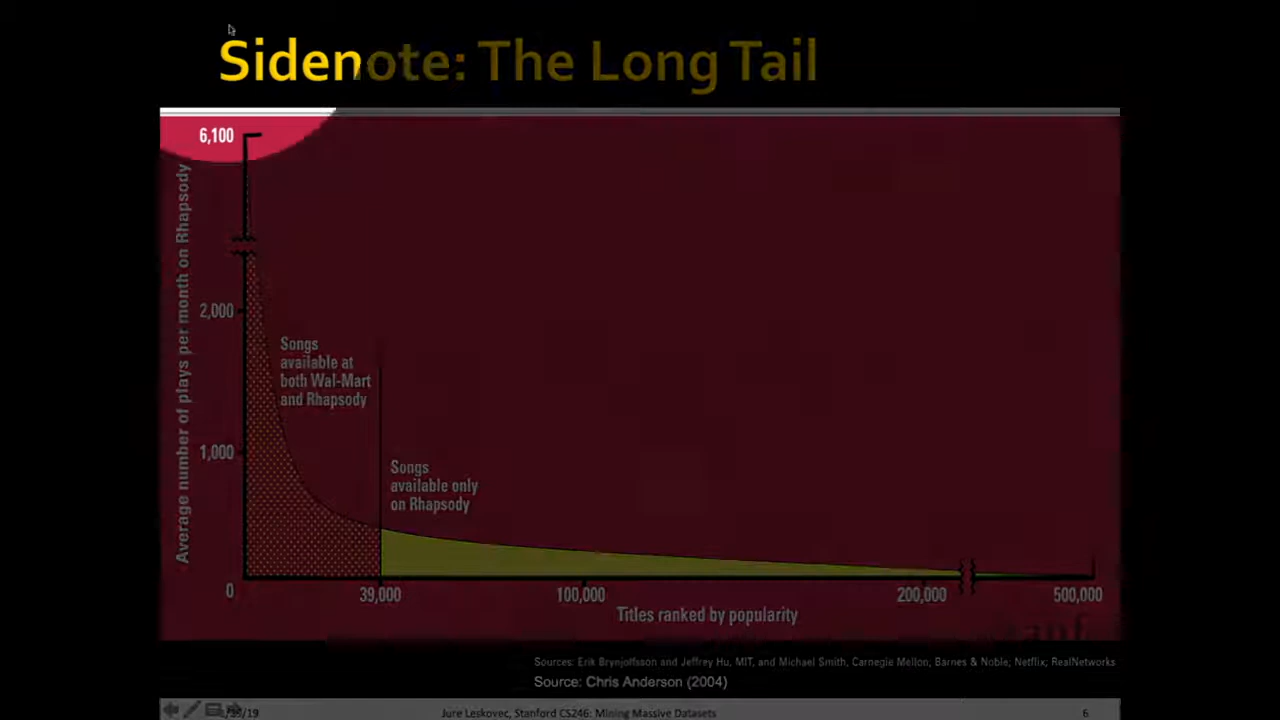 Sidenote: The Long Tail
6,100
Average number of plays per month on Rhapsody
2,000
Songs
available at
both Wal-Mart
and Rhapsody
1,000
Songs
available only
on Rhapsody
0
39,000
100,000
200,000
500,000
Titles ranked by popularity
Sources: Erik Brynjolfsson and Jeffrey Hu, MIT, and Michael Smith, Carnegie Mellon, Barnes & Noble; Netflix; RealNetworks
Source: Chris Anderson (2004)
Jure Leskovec, Stanford CS246: Mining Massive Datasets
6